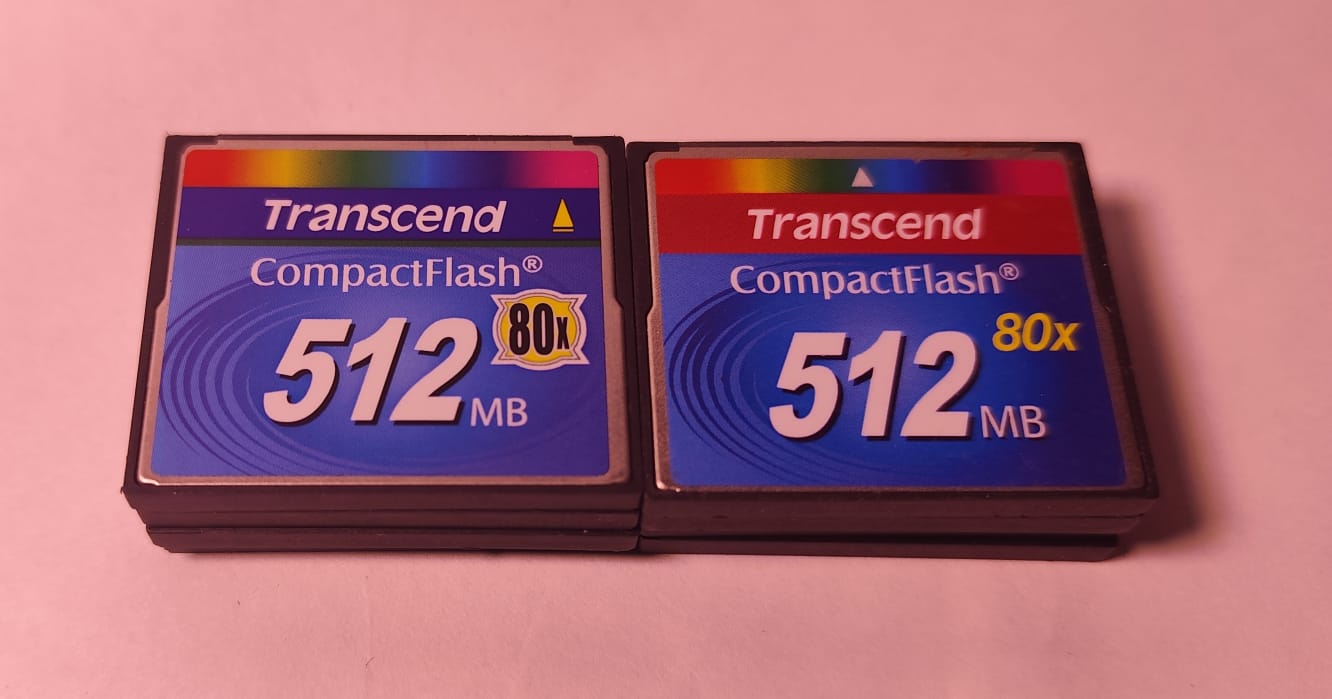 Transcend
CompactFlash®
80x
512 MB
Transcend
CompactFlash®
80x
512 MB